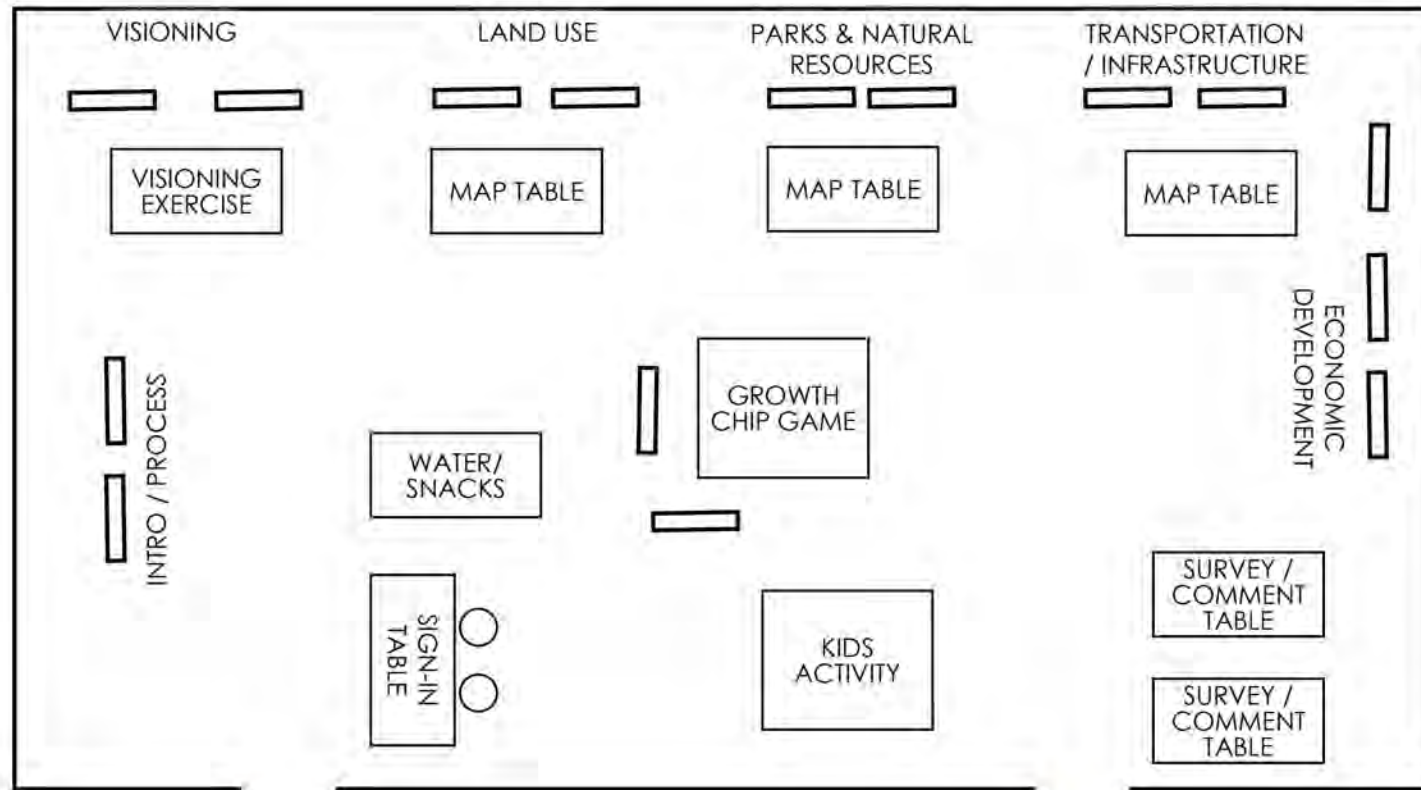 VISIONING
LAND USE
PARKS & NATURAL
RESOURCES
TRANSPORTATION
/ INFRASTRUCTURE
VISIONING
EXERCISE
MAP TABLE
MAP TABLE
MAP TABLE
ECONOMIC
DEVELOPMENT
INTRO / PROCESS
GROWTH
CHIP GAME
WATER/
SNACKS
SIGN-IN
TABLE
KIDS
ACTIVITY
SURVEY /
COMMENT
TABLE
SURVEY /
COMMENT
TABLE